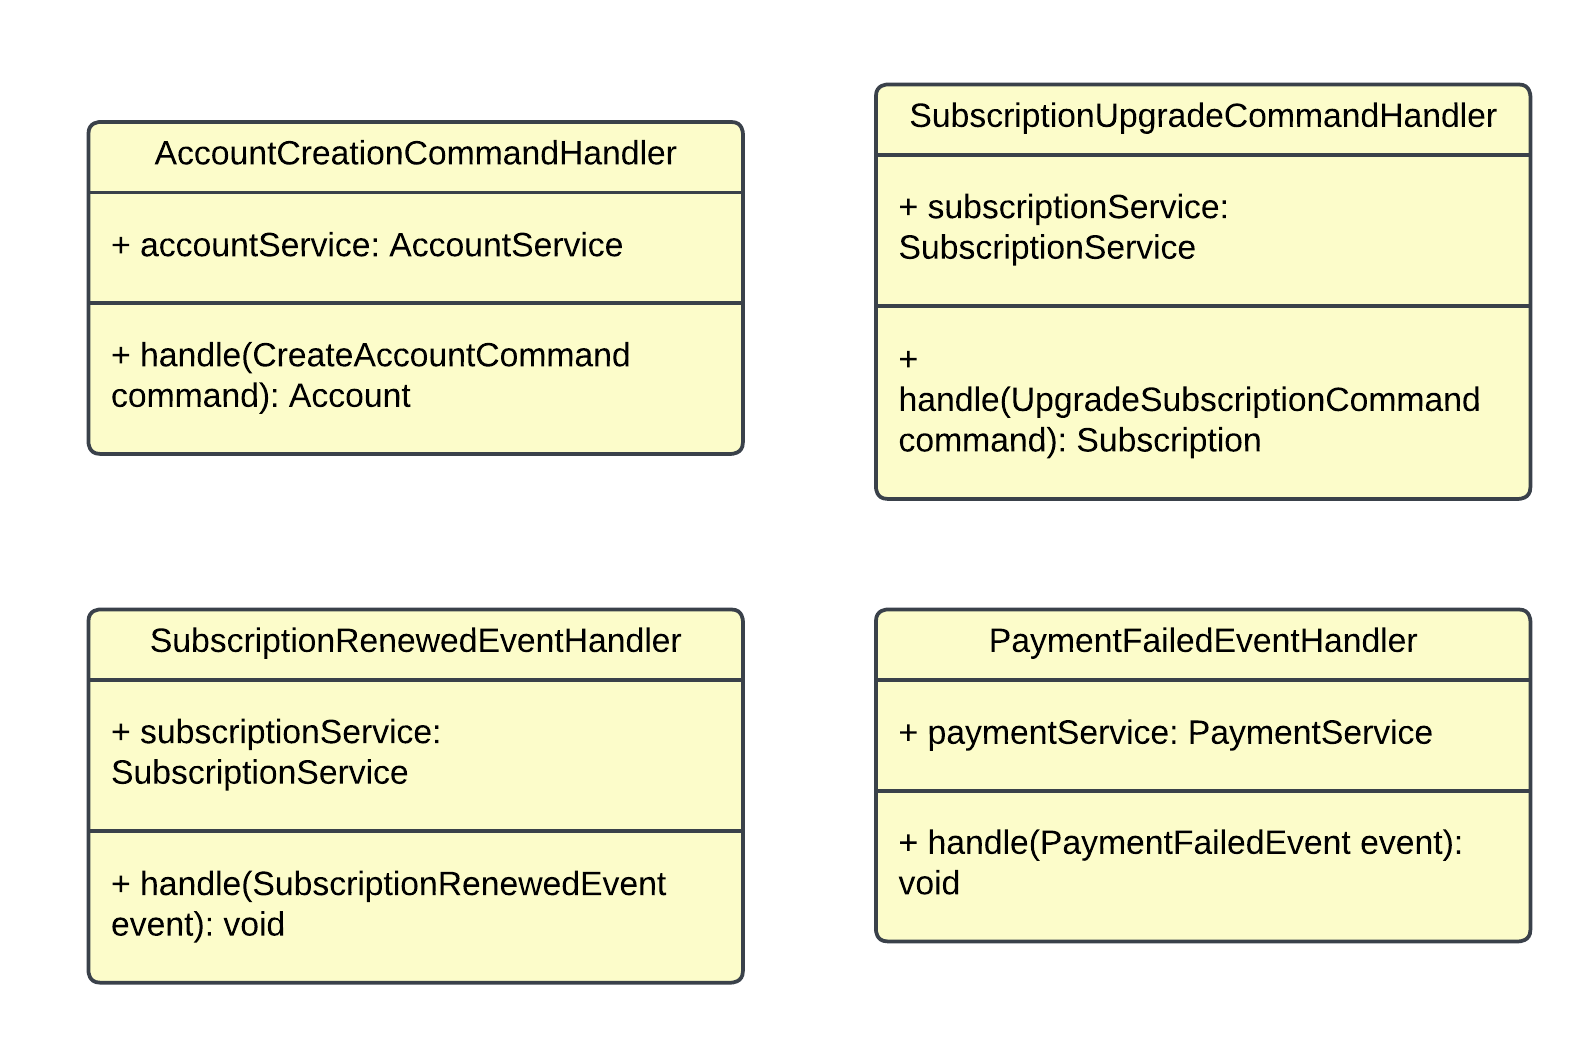 AccountCreationCommandHandler
+ accountService: AccountService
+ handle(CreateAccountCommand
command): Account
SubscriptionUpgradeCommandHandler
+ subscriptionService:
SubscriptionService
+
handle(UpgradeSubscriptionCommand
command): Subscription
SubscriptionRenewedEventHandler
+ subscriptionService:
SubscriptionService
+ handle(SubscriptionRenewedEvent
event): void
PaymentFailedEventHandler
+ paymentService: PaymentService
+ handle(PaymentFailedEvent event):
void